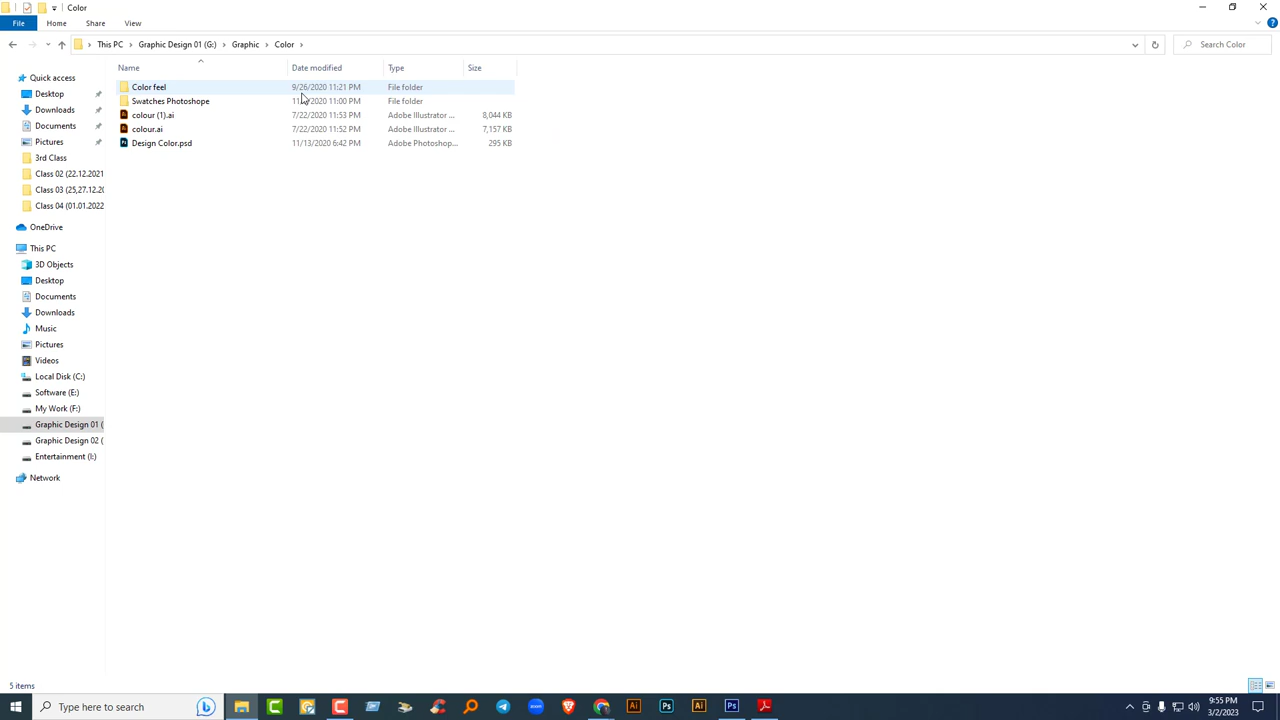 Color
File Home Share View
This PC > Graphic Design 01 (G:) > Graphic > Color > Search Color
Name Date modified Type Size
Quick access
Desktop
Downloads
Documents
Pictures
3rd Class
Class 02 (22.12.2021
Class 03 (25,27.12.20
Class 04 (01.01.2022
OneDrive
This PC
3D Objects
Desktop
Documents
Downloads
Music
Pictures
Videos
Local Disk (C:)
Software (E:)
My Work (F:)
Graphic Design 01 (
Graphic Design 02 (
Entertainment (I:)
Network
Color feel 9/26/2020 11:21 PM File folder
Swatches Photoshope 2020 11:00 PM File folder
colour (1).ai 7/22/2020 11:53 PM Adobe Illustrator ... 8,044 KB
colour.ai 7/22/2020 11:52 PM Adobe Illustrator ... 7,157 KB
Design Color.psd 11/13/2020 6:42 PM Adobe Photoshop... 295 KB
5 items
Type here to search
Ai
Ps
Ai
Ps
zoom
9:55 PM
3/2/2023